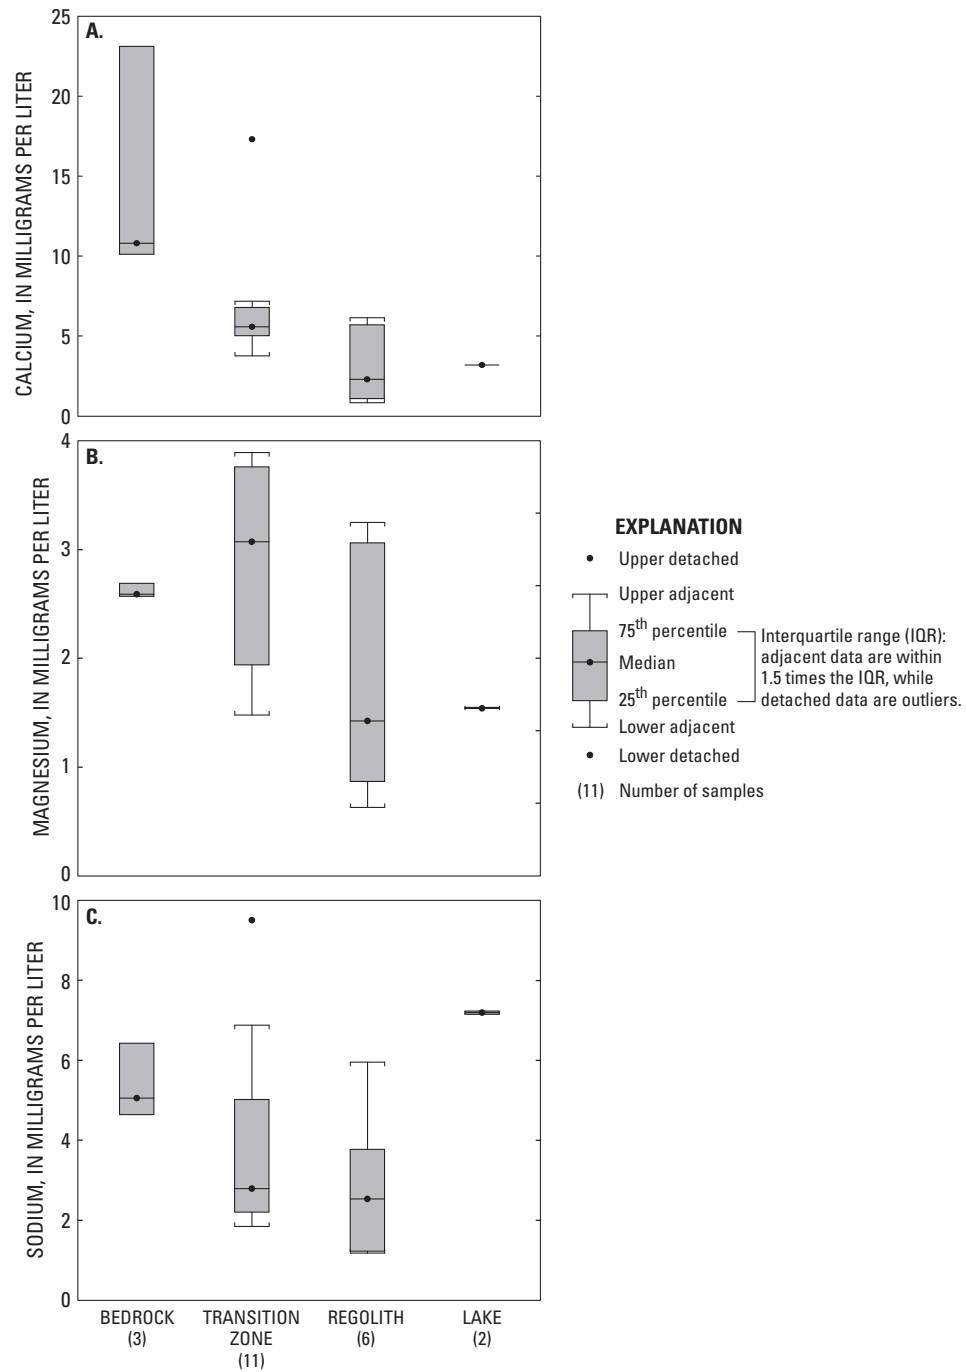 A.
25
20
15
10
5
0
CALCIUM, IN MILLIGRAMS PER LITER
B.
4
3
2
1
0
MAGNESIUM, IN MILLIGRAMS PER LITER
EXPLANATION
Upper detached
Upper adjacent
75th percentile
Median
25th percentile
Lower adjacent
Lower detached
(11) Number of samples
Interquartile range (IQR):
adjacent data are within
1.5 times the IQR, while
detached data are outliers.
C.
10
8
6
4
2
0
SODIUM, IN MILLIGRAMS PER LITER
BEDROCK
(3)
TRANSITION
ZONE
(11)
REGOLITH
(6)
LAKE
(2)